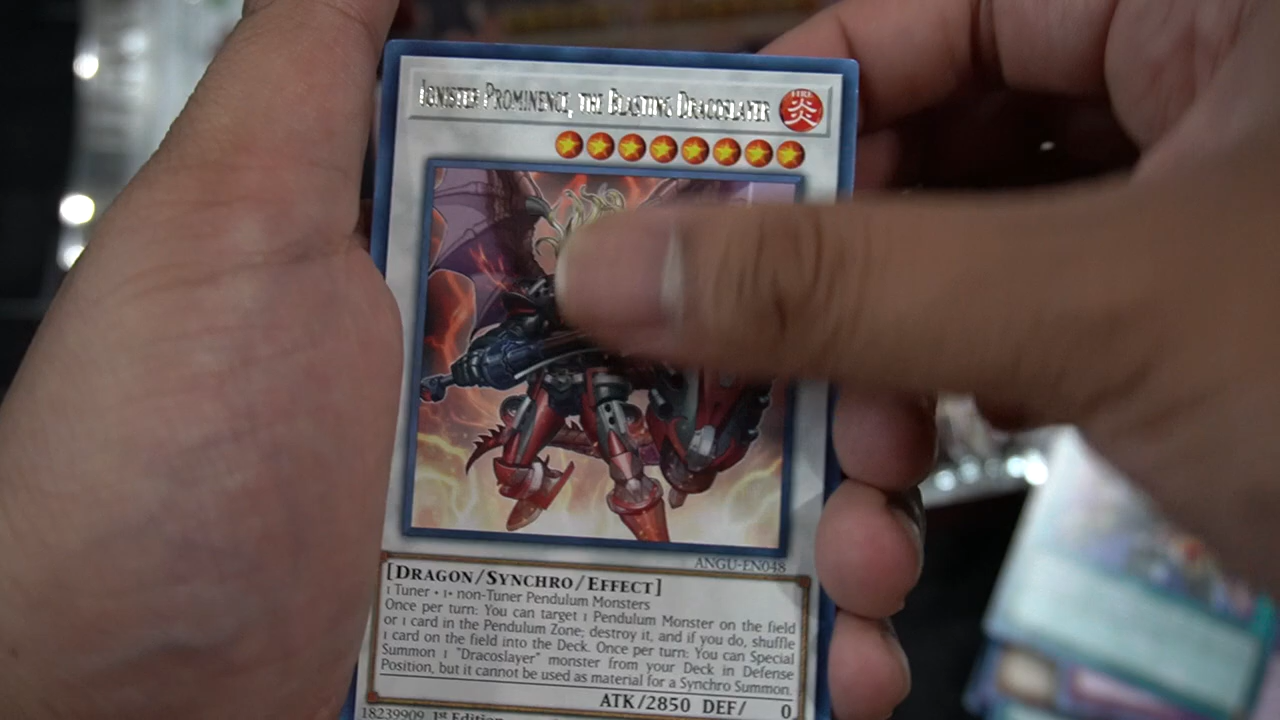 Ignister Prominence, the Blasting Dracoslayer
FIRE
炎
ANGU-EN048
[Dragon/Synchro/Effect]
1 Tuner + 1+ non-Tuner Pendulum Monsters
Once per turn: You can target 1 Pendulum Monster on the field
or 1 card in the Pendulum Zone; destroy it, and if you do, shuffle
1 card on the field into the Deck. Once per turn: You can Special
Summon 1 "Dracoslayer" monster from your Deck in Defense
Position, but it cannot be used as material for a Synchro Summon.
ATK/2850 DEF/ 0
18239909 1st Edition